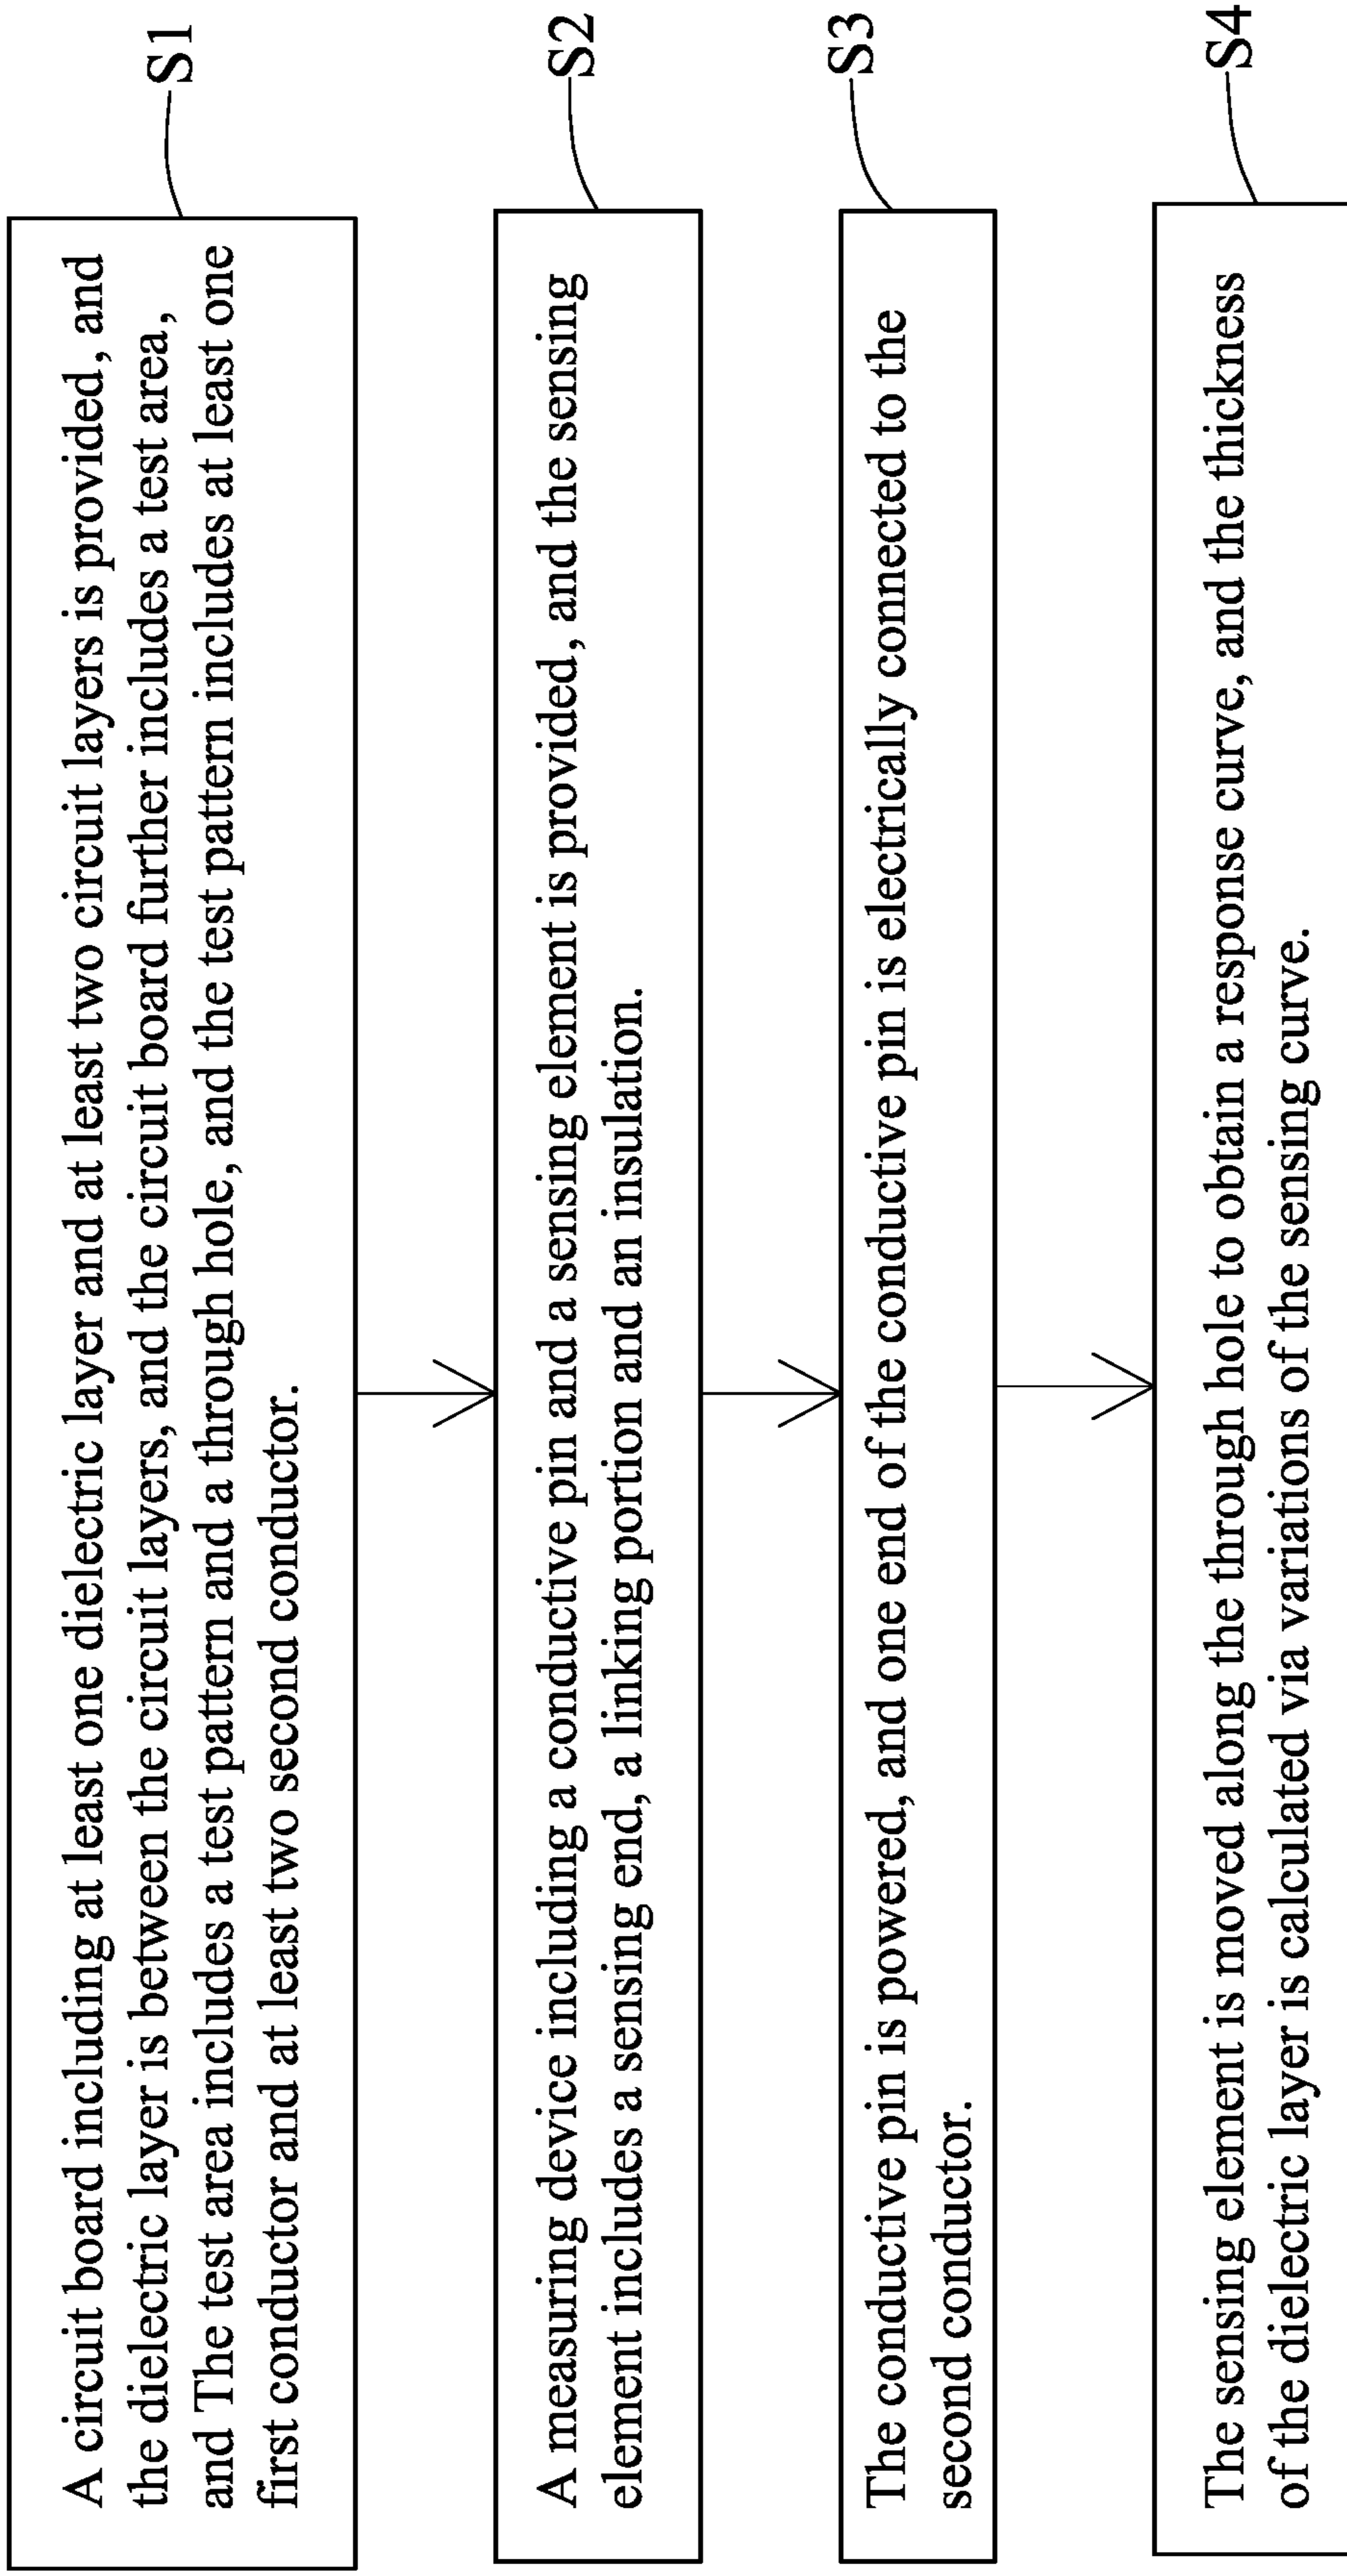 A circuit board including at least one dielectric layer and at least two circuit layers is provided, and
the dielectric layer is between the circuit layers, and the circuit board further includes a test area,
and The test area includes a test pattern and a through hole, and the test pattern includes at least one
first conductor and at least two second conductor.
S1
A measuring device including a conductive pin and a sensing element is provided, and the sensing
element includes a sensing end, a linking portion and an insulation.
S2
The conductive pin is powered, and one end of the conductive pin is electrically connected to the
second conductor.
S3
The sensing element is moved along the through hole to obtain a response curve, and the thickness
of the dielectric layer is calculated via variations of the sensing curve.
S4